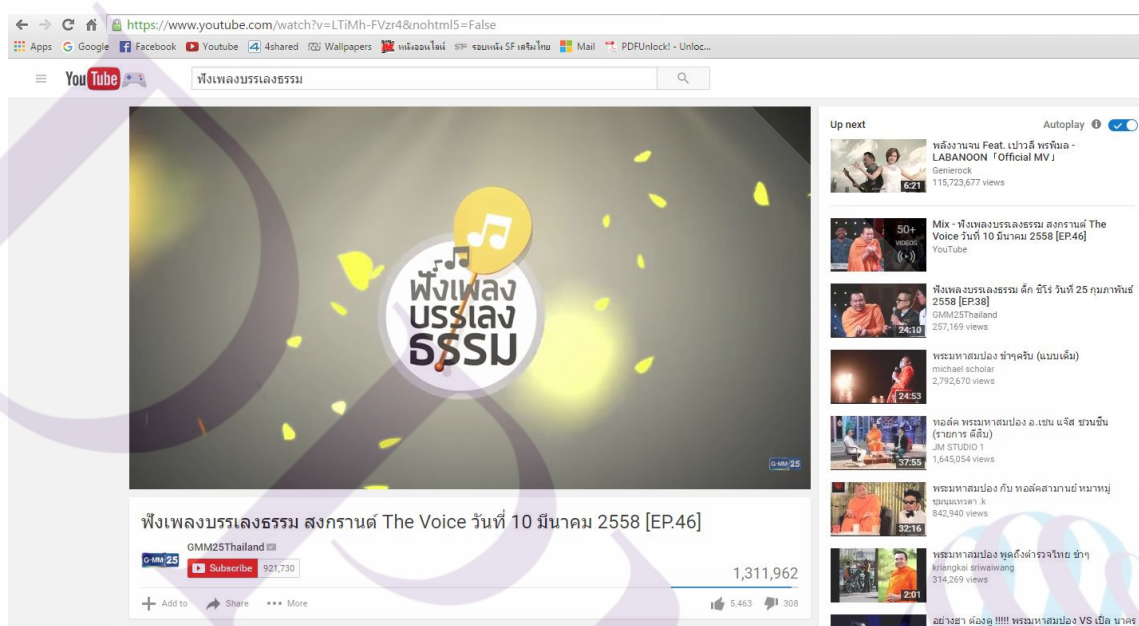 https://www.youtube.com/watch?v=LTiMh-FVzr4&nohtml5=False
Apps Google Facebook Youtube 4shared Wallpapers หนังออนไลน์ รอบหนัง SF เสริมไทย Mail PDFUnlock! - Unloc...
YouTube
ฟังเพลงบรรเลงธรรม
ฟังเพลง
บรรเลง
ธรรม
G-MM 25
ฟังเพลงบรรเลงธรรม สงกรานต์ The Voice วันที่ 10 มีนาคม 2558 [EP.46]
G-MM 25
GMM25Thailand
Subscribe 921,730
1,311,962
Add to Share More
5,463 308
Up next Autoplay
พลังงานจน Feat. เปาวลี พรพิมล -
LABANOON「Official MV」
Genierock
115,723,677 views
6:21
Mix - ฟังเพลงบรรเลงธรรม สงกรานต์ The
Voice วันที่ 10 มีนาคม 2558 [EP.46]
YouTube
50+
VIDEOS
ฟังเพลงบรรเลงธรรม ติ๊ก ชีโร่ วันที่ 25 กุมภาพันธ์
2558 [EP.38]
GMM25Thailand
257,169 views
24:10
พระมหาสมปอง ขำๆครับ (แบบเต็ม)
michael scholar
2,792,670 views
24:53
ทอล์ค พระมหาสมปอง อ.เชน แจ๊ส ชวนชื่น
(รายการ ตีสิบ)
JM STUDIO 1
1,645,054 views
37:55
พระมหาสมปอง กับ ทอล์คสามานย์ หมาหมู่
ชุมนุมเทวดา .k
842,940 views
32:16
พระมหาสมปอง พูดถึงตำรวจไทย ขำๆ
kriangkai sriwaiwang
314,269 views
2:01
อย่างฮา ต้องดู !!!!! พระมหาสมปอง VS เปิ้ล นาคร